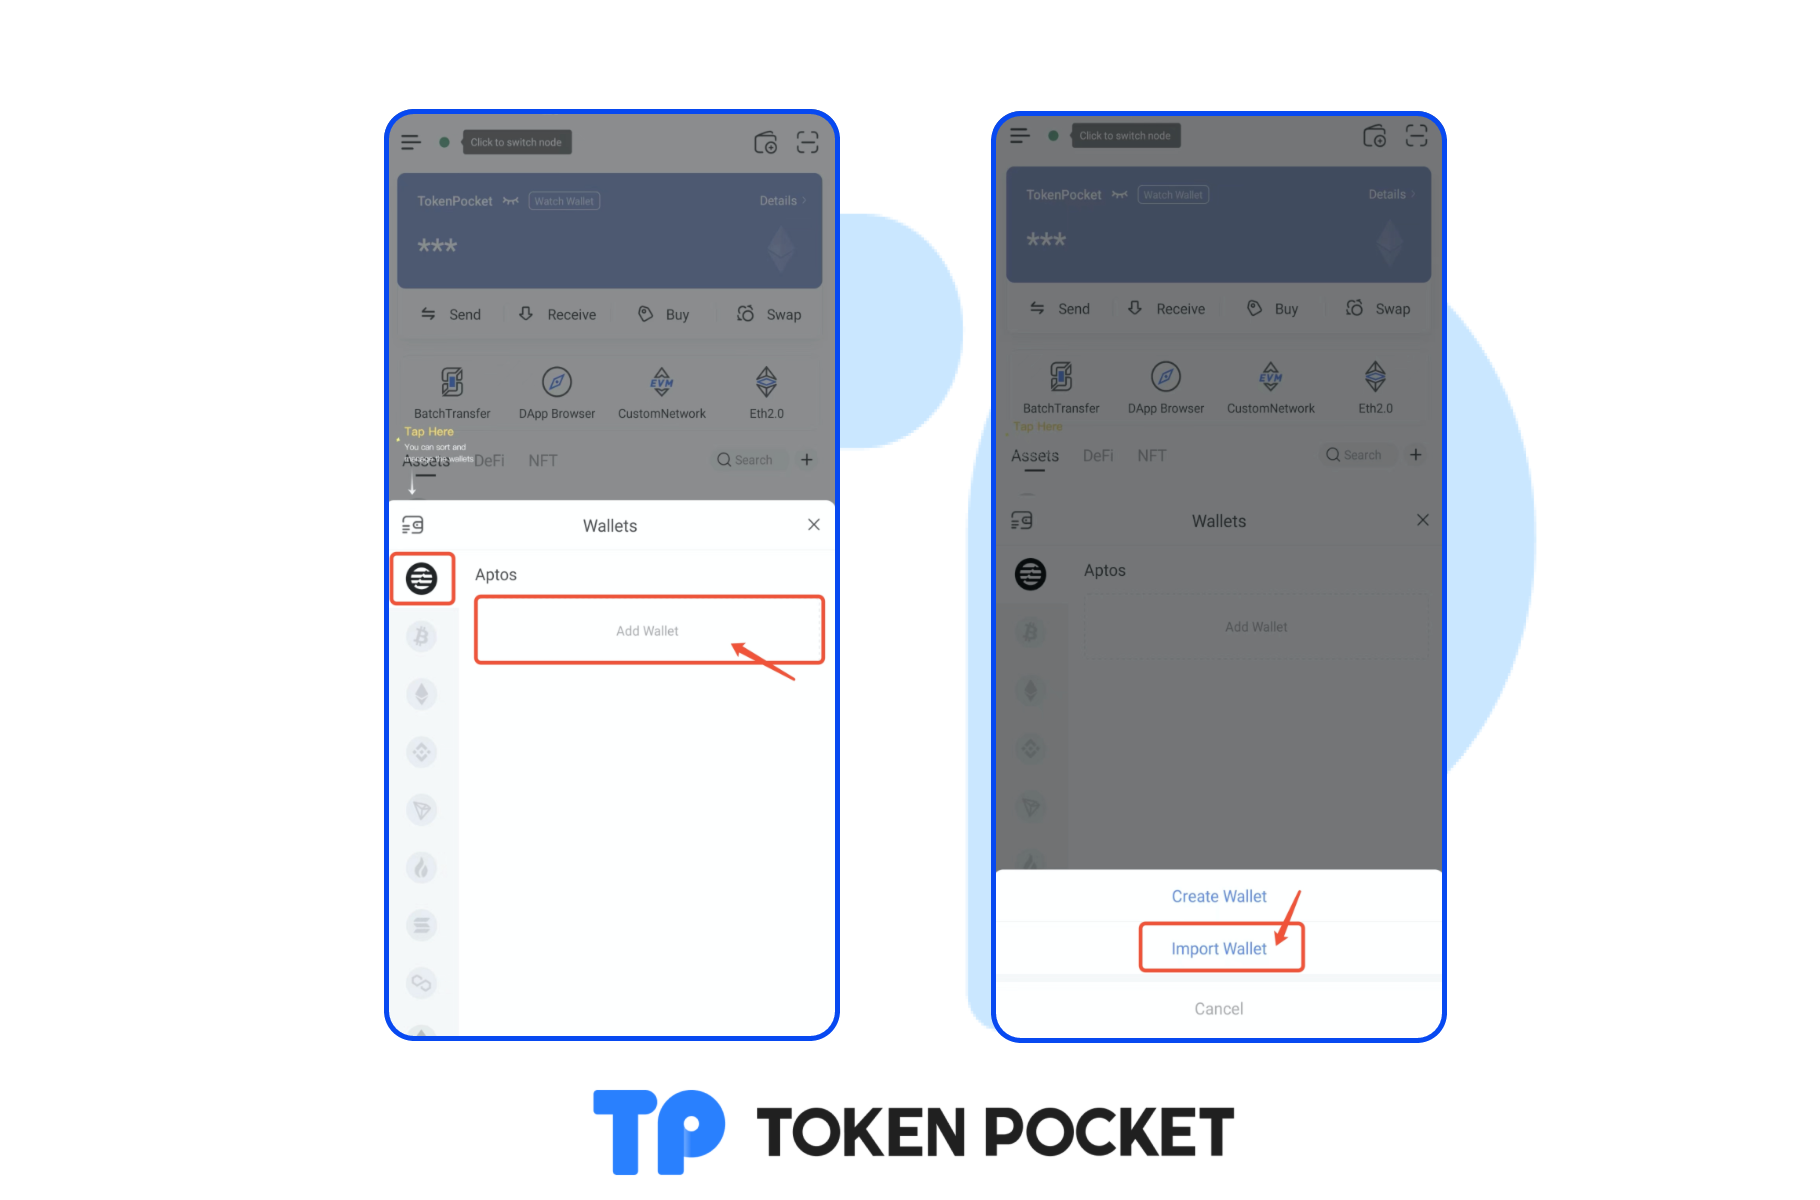 Click to switch node
TokenPocket
Watch Wallet
Details
***
Send
Receive
Buy
Swap
BatchTransfer
DApp Browser
EVM
CustomNetwork
Eth2.0
Tap Here
You can sort and
manage the wallets
Assets
DeFi
NFT
Search
Wallets
Aptos
Add Wallet
Click to switch node
TokenPocket
Watch Wallet
Details
***
Send
Receive
Buy
Swap
BatchTransfer
DApp Browser
EVM
CustomNetwork
Eth2.0
Tap Here
Assets
DeFi
NFT
Search
Wallets
Aptos
Add Wallet
Create Wallet
Import Wallet
Cancel
TP TOKEN POCKET